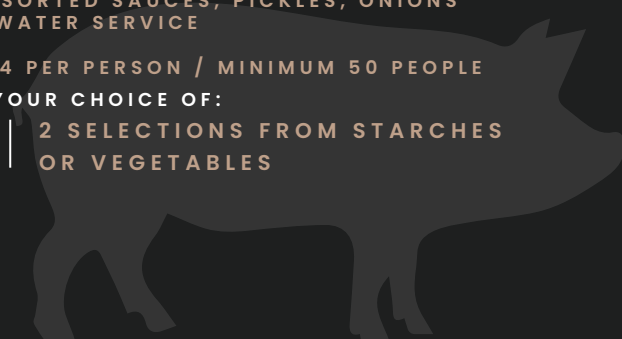 SORTED SAUCES, PICKLES, ONIONS
WATER SERVICE
4 PER PERSON / MINIMUM 50 PEOPLE
YOUR CHOICE OF:
2 SELECTIONS FROM STARCHES
OR VEGETABLES